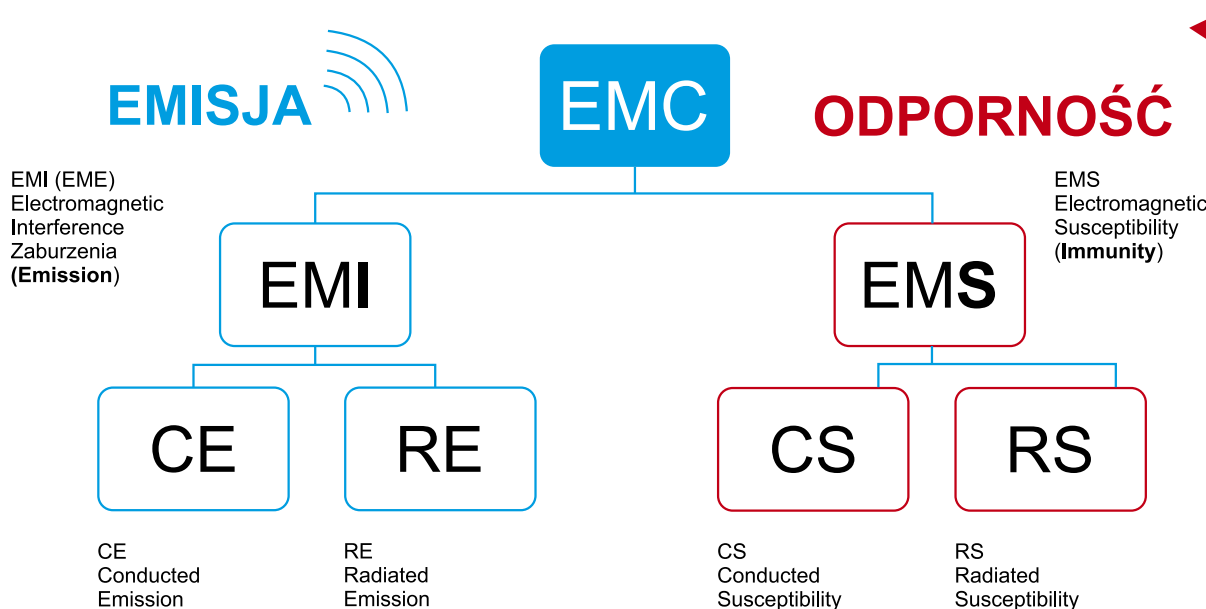 EMISJA
EMC
ODPORNOŚĆ
EMI (EME)
Electromagnetic
Interference
Zaburzenia
(Emission)
EMS
Electromagnetic
Susceptibility
(Immunity)
EMI
EMS
CE
RE
CS
RS
CE
Conducted
Emission
RE
Radiated
Emission
CS
Conducted
Susceptibility
RS
Radiated
Susceptibility